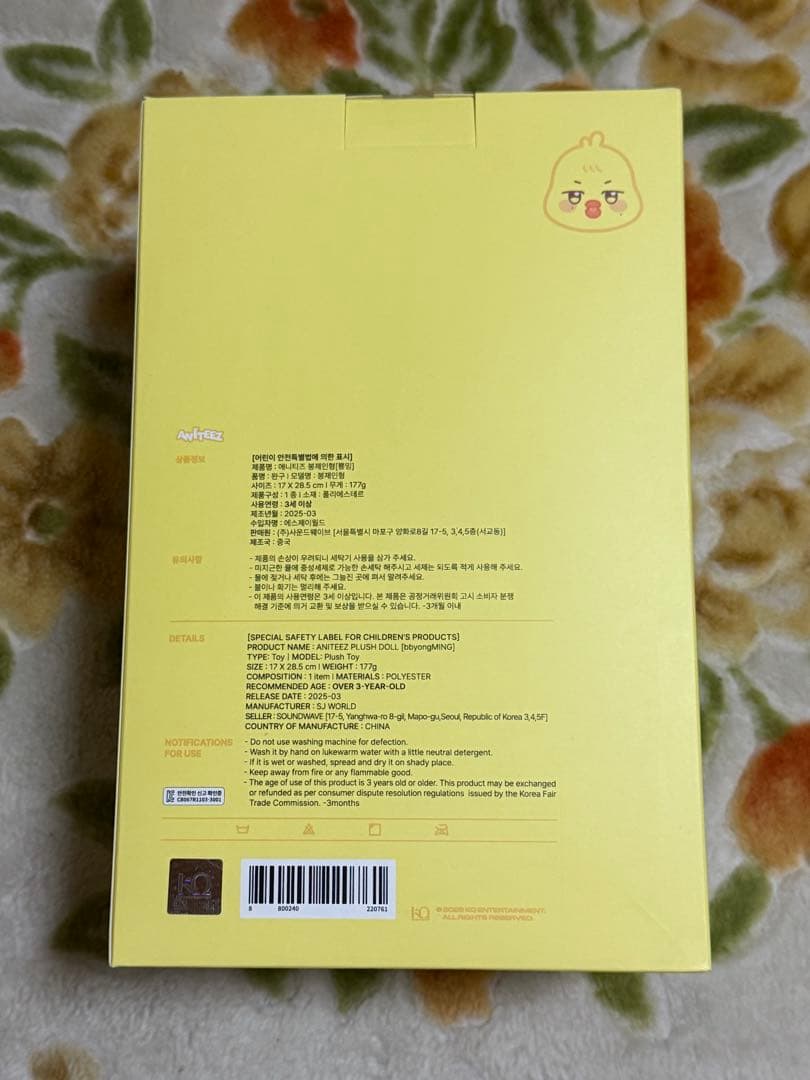 ANITEEZ
상품정보
[어린이 안전특별법에 의한 표시]
제품명 : 애니티즈 봉제인형[뿅밍]
품명 : 완구 I 모델명 : 봉제인형
사이즈 : 17 X 28.5 cm I 무게 : 177g
제품구성 : 1 종 I 소재 : 폴리에스테르
사용연령 : 3세 이상
제조년월 : 2025-03
수입자명 : 에스제이월드
판매원 : (주)사운드웨이브 [서울특별시 마포구 양화로8길 17-5, 3,4,5층(서교동)]
제조국 : 중국
유의사항
- 제품의 손상이 우려되니 세탁기 사용을 삼가 주세요.
- 미지근한 물에 중성세제로 가능한 손세탁 해주시고 세제는 되도록 적게 사용해 주세요.
- 물에 젖거나 세탁 후에는 그늘진 곳에 펴서 말려주세요.
- 불이나 화기는 멀리해 주세요.
- 이 제품의 사용연령은 3세 이상입니다. 본 제품은 공정거래위원회 고시 소비자 분쟁
해결 기준에 의거 교환 및 보상을 받으실 수 있습니다. -3개월 이내
DETAILS
[SPECIAL SAFETY LABEL FOR CHILDREN'S PRODUCTS]
PRODUCT NAME : ANITEEZ PLUSH DOLL [bbyongMING]
TYPE: Toy | MODEL: Plush Toy
SIZE : 17 X 28.5 cm I WEIGHT : 177g
COMPOSITION : 1 item I MATERIALS : POLYESTER
RECOMMENDED AGE : OVER 3-YEAR-OLD
RELEASE DATE : 2025-03
MANUFACTURER : SJ WORLD
SELLER : SOUNDWAVE [17-5, Yanghwa-ro 8-gil, Mapo-gu,Seoul, Republic of Korea 3,4,5F]
COUNTRY OF MANUFACTURE : CHINA
NOTIFICATIONS
FOR USE
- Do not use washing machine for defection.
- Wash it by hand on lukewarm water with a little neutral detergent.
- If it is wet or washed, spread and dry it on shady place.
- Keep away from fire or any flammable good.
- The age of use of this product is 3 years old or older. This product may be exchanged
or refunded as per consumer dispute resolution regulations issued by the Korea Fair
Trade Commission. -3months
안전확인 신고 확인증
CB067R1103-3001
KQ
8 800240 220761
KQ
© 2025 KQ ENTERTAINMENT.
ALL RIGHTS RESERVED.